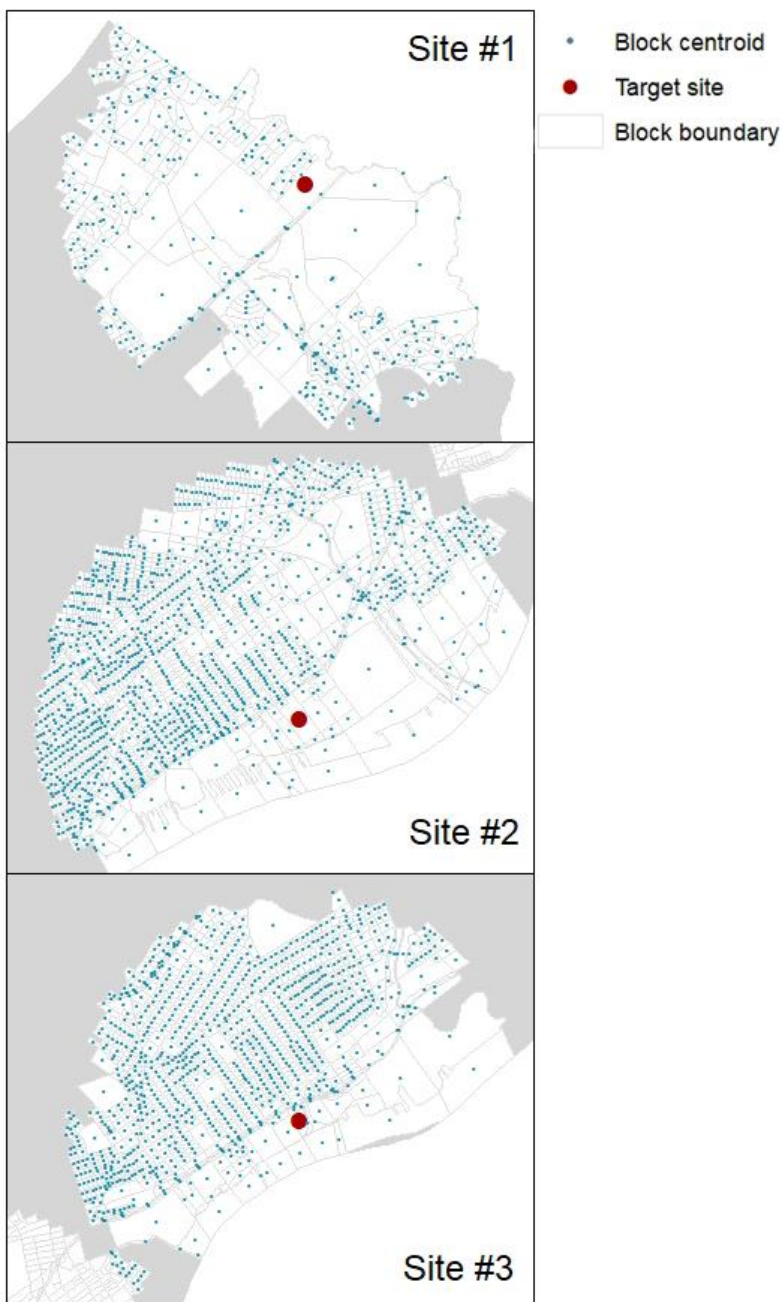 Site #1
Block centroid
Target site
Block boundary
Site #2
Site #3